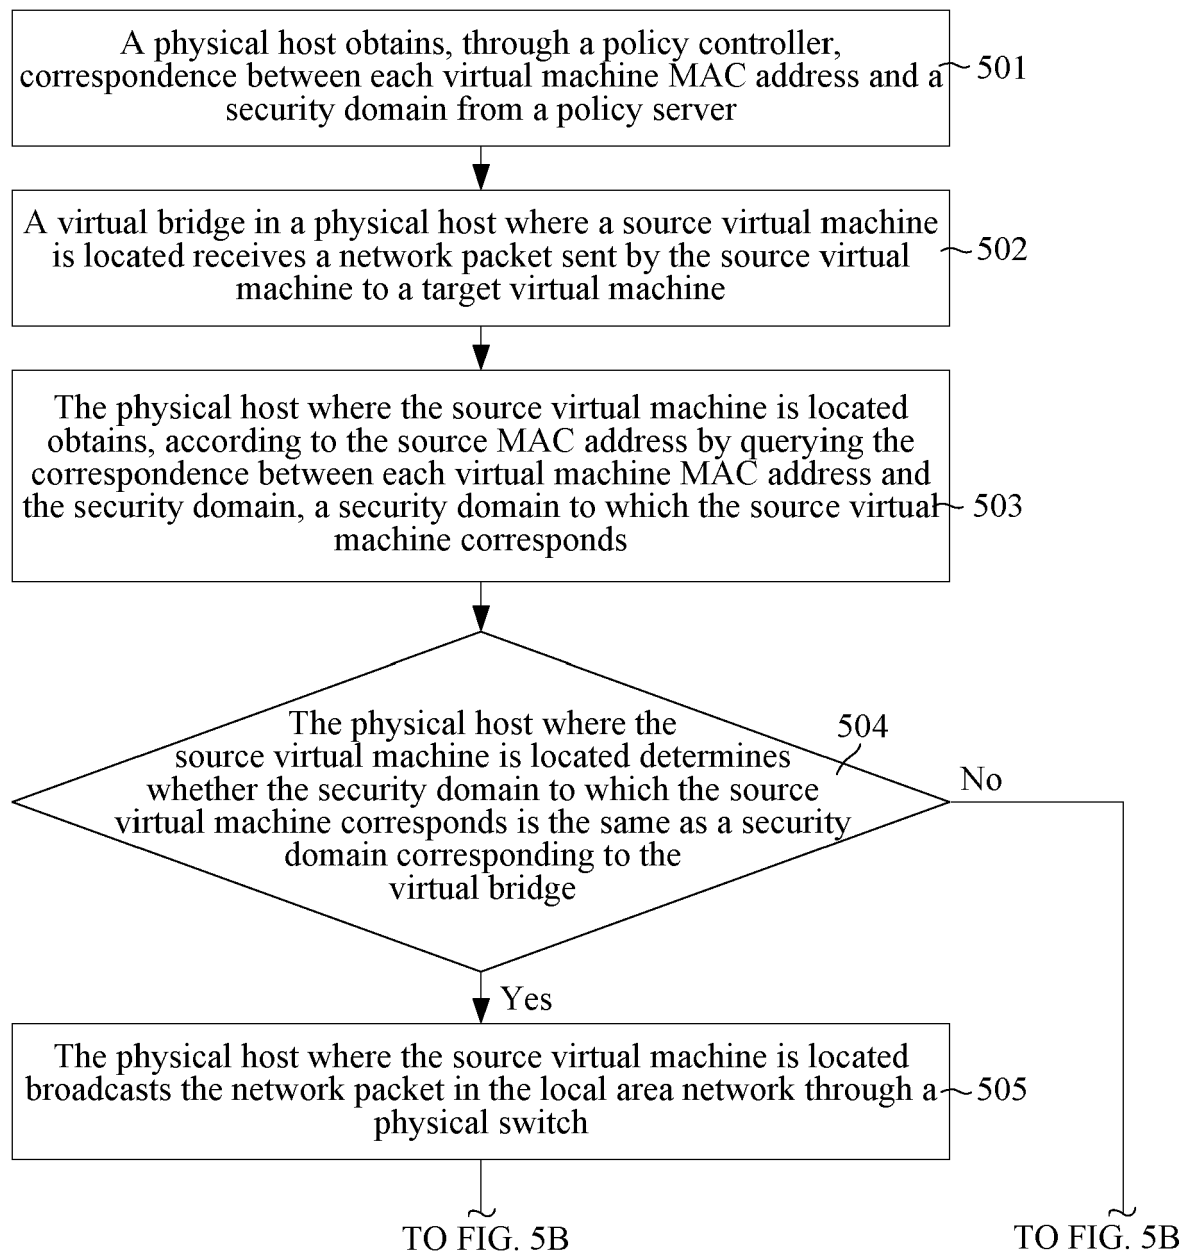 A physical host obtains, through a policy controller,
correspondence between each virtual machine MAC address and a
security domain from a policy server
501
A virtual bridge in a physical host where a source virtual machine
is located receives a network packet sent by the source virtual
machine to a target virtual machine
502
The physical host where the source virtual machine is located
obtains, according to the source MAC address by querying the
correspondence between each virtual machine MAC address and
the security domain, a security domain to which the source virtual
machine corresponds
503
The physical host where the
source virtual machine is located determines
whether the security domain to which the source
virtual machine corresponds is the same as a security
domain corresponding to the
virtual bridge
504
No
Yes
The physical host where the source virtual machine is located
broadcasts the network packet in the local area network through a
physical switch
505
TO FIG. 5B
TO FIG. 5B